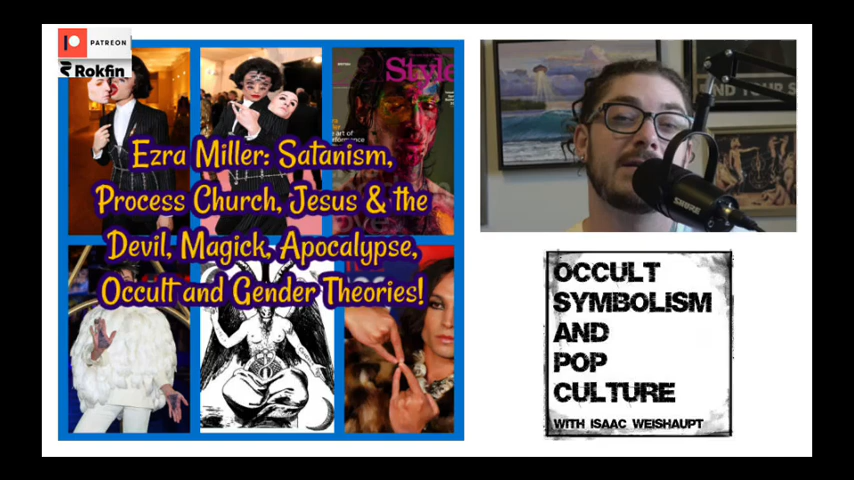 PATREON
Rokfin
Style
Ezra Miller: Satanism,
Process Church, Jesus & the
Devil, Magick, Apocalypse,
Occult and Gender Theories!
SHURE
OCCULT
SYMBOLISM
AND
POP
CULTURE
WITH ISAAC WEISHAUPT